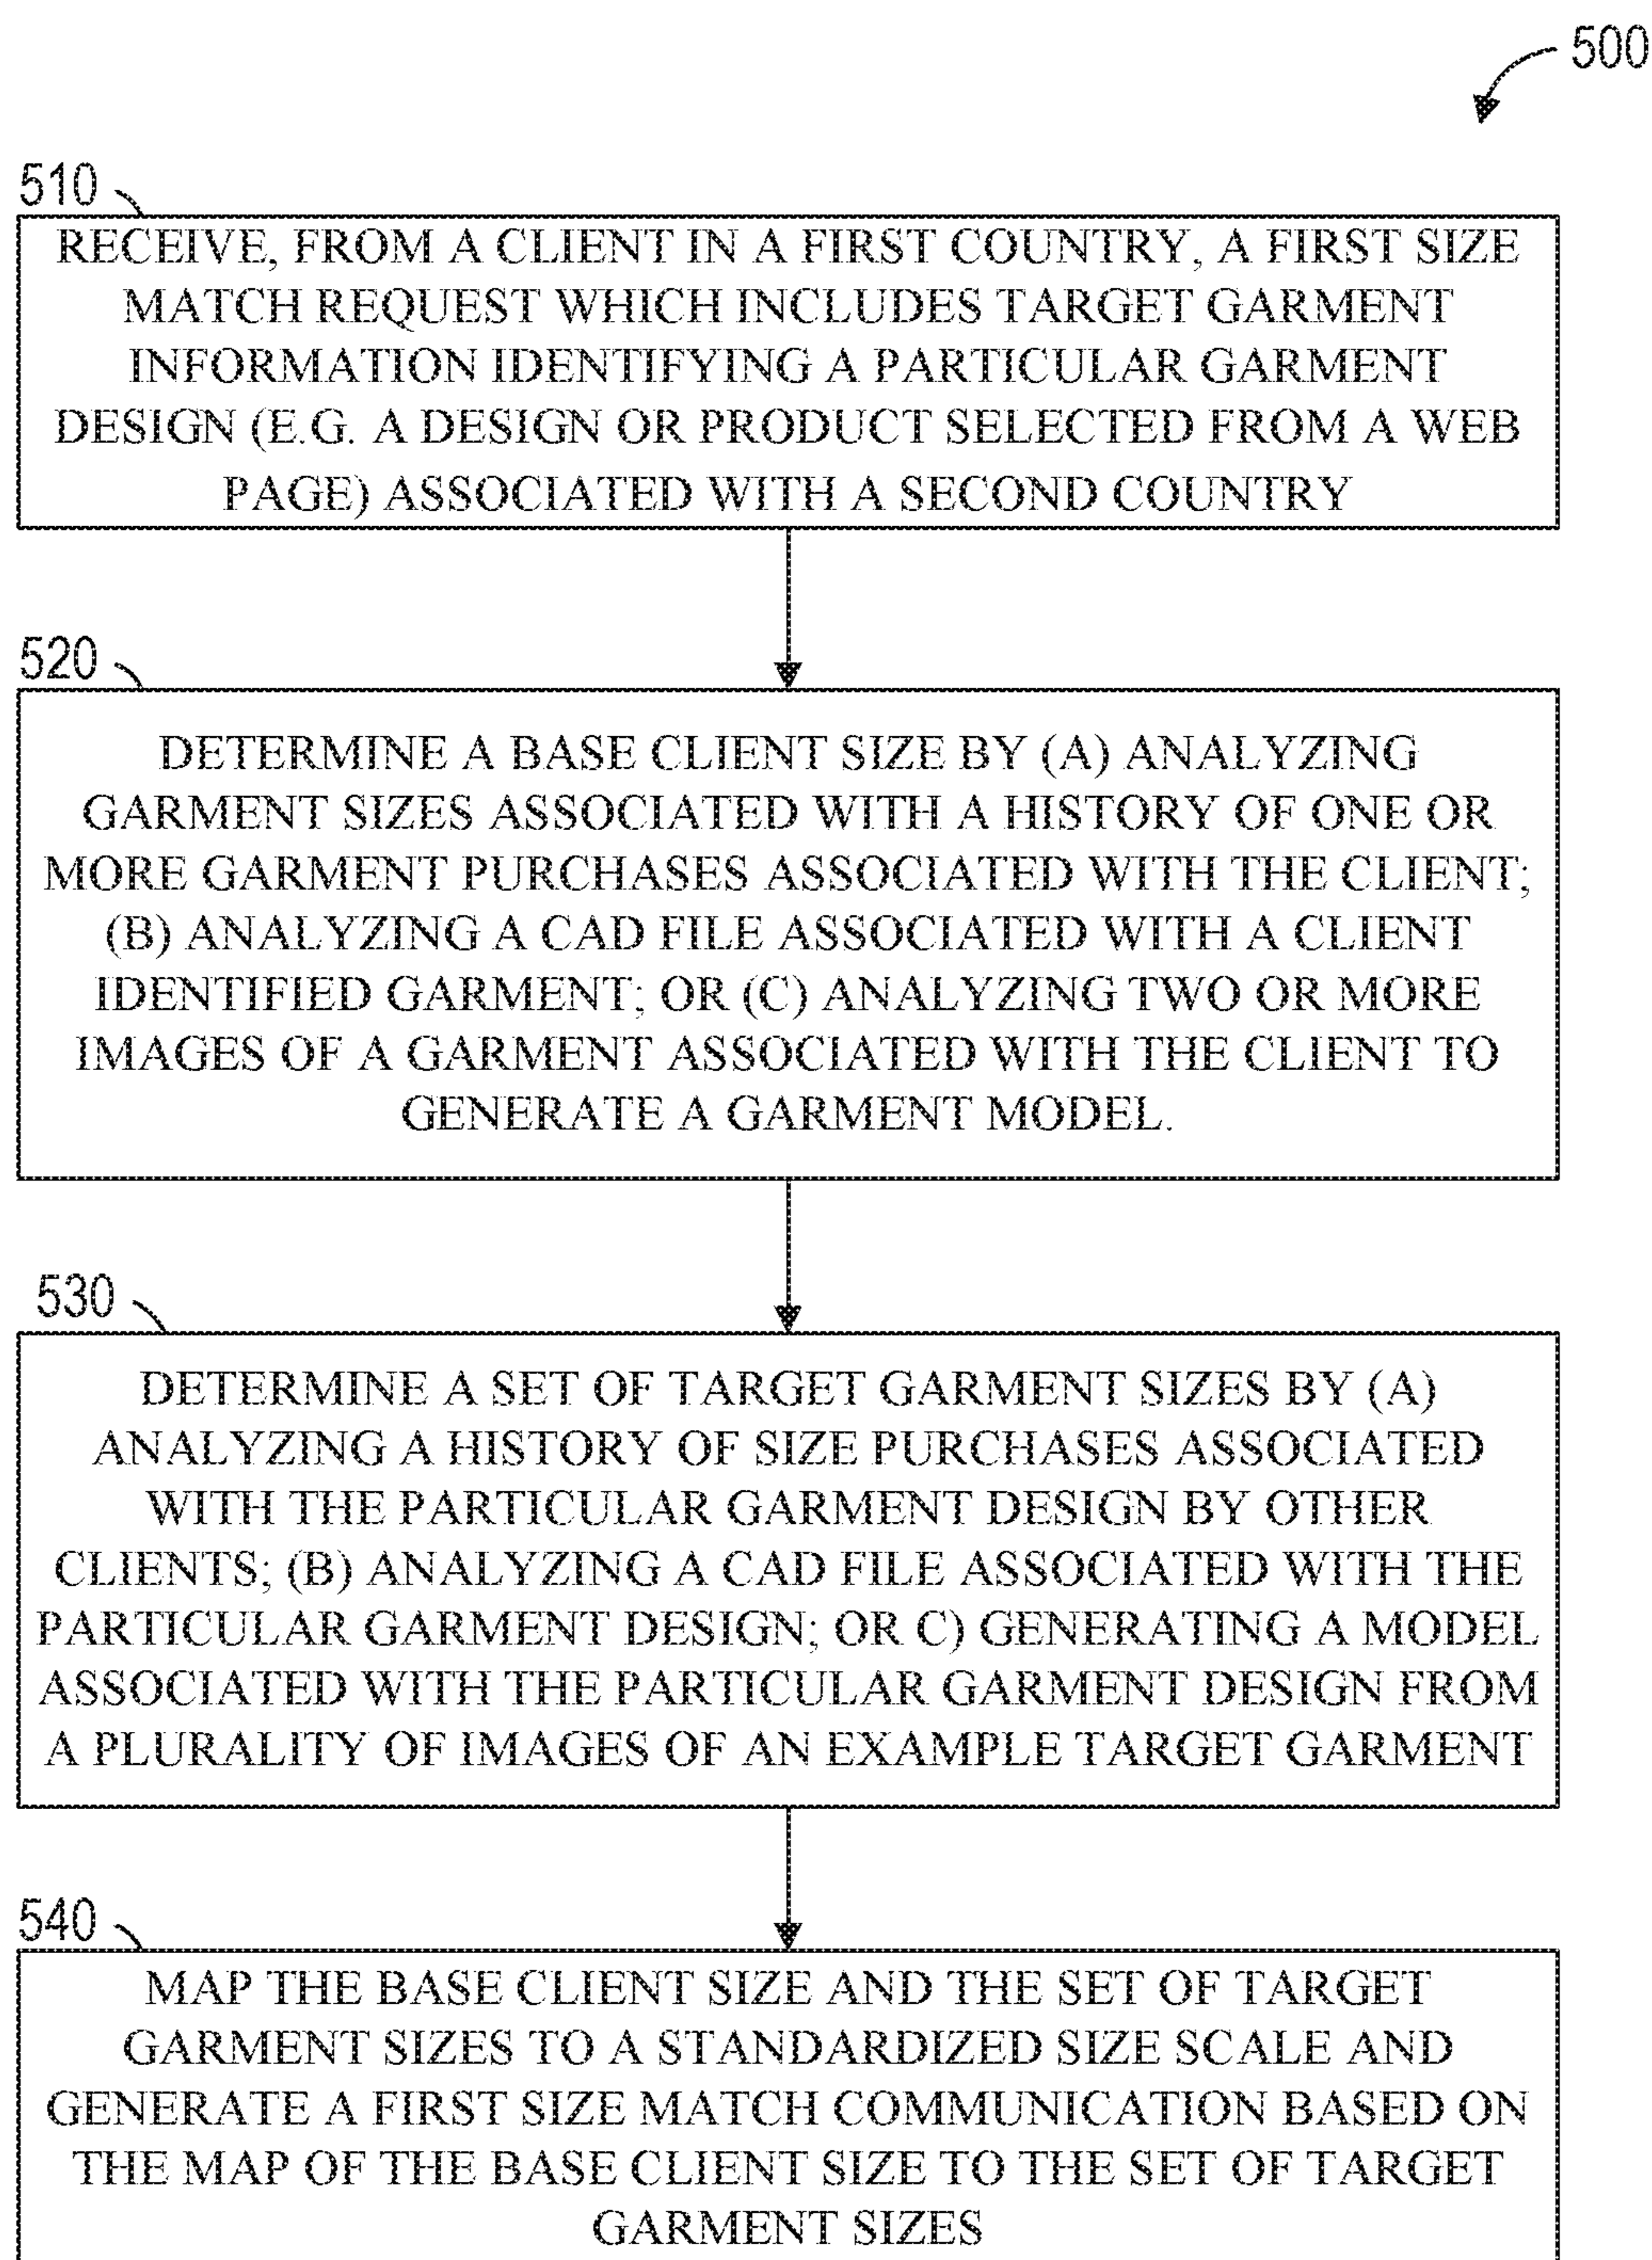 500
510
RECEIVE, FROM A CLIENT IN A FIRST COUNTRY, A FIRST SIZE
MATCH REQUEST WHICH INCLUDES TARGET GARMENT
INFORMATION IDENTIFYING A PARTICULAR GARMENT
DESIGN (E.G. A DESIGN OR PRODUCT SELECTED FROM A WEB
PAGE) ASSOCIATED WITH A SECOND COUNTRY
520
DETERMINE A BASE CLIENT SIZE BY (A) ANALYZING
GARMENT SIZES ASSOCIATED WITH A HISTORY OF ONE OR
MORE GARMENT PURCHASES ASSOCIATED WITH THE CLIENT;
(B) ANALYZING A CAD FILE ASSOCIATED WITH A CLIENT
IDENTIFIED GARMENT; OR (C) ANALYZING TWO OR MORE
IMAGES OF A GARMENT ASSOCIATED WITH THE CLIENT TO
GENERATE A GARMENT MODEL.
530
DETERMINE A SET OF TARGET GARMENT SIZES BY (A)
ANALYZING A HISTORY OF SIZE PURCHASES ASSOCIATED
WITH THE PARTICULAR GARMENT DESIGN BY OTHER
CLIENTS; (B) ANALYZING A CAD FILE ASSOCIATED WITH THE
PARTICULAR GARMENT DESIGN; OR C) GENERATING A MODEL
ASSOCIATED WITH THE PARTICULAR GARMENT DESIGN FROM
A PLURALITY OF IMAGES OF AN EXAMPLE TARGET GARMENT
540
MAP THE BASE CLIENT SIZE AND THE SET OF TARGET
GARMENT SIZES TO A STANDARDIZED SIZE SCALE AND
GENERATE A FIRST SIZE MATCH COMMUNICATION BASED ON
THE MAP OF THE BASE CLIENT SIZE TO THE SET OF TARGET
GARMENT SIZES